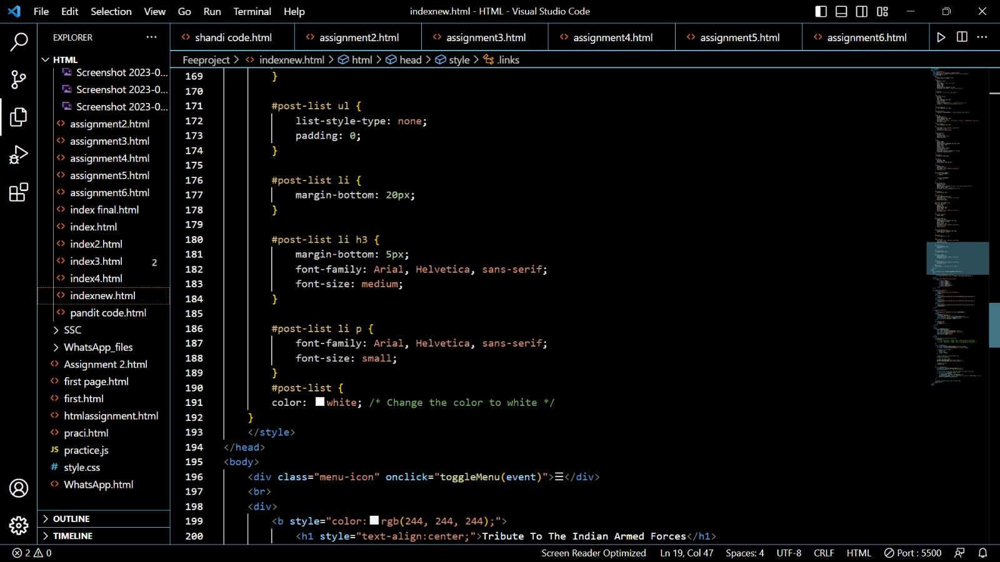 File Edit Selection View Go Run Terminal Help
indexnew.html - HTML - Visual Studio Code
EXPLORER
HTML
Screenshot 2023-0...
Screenshot 2023-0...
Screenshot 2023-0...
assignment2.html
assignment3.html
assignment4.html
assignment5.html
assignment6.html
index final.html
index.html
index2.html
index3.html 2
index4.html
indexnew.html
pandit code.html
SSC
WhatsApp_files
Assignment 2.html
first page.html
first.html
htmlassignment.html
praci.html
JS practice.js
# style.css
WhatsApp.html
OUTLINE
TIMELINE
shandi code.html assignment2.html assignment3.html assignment4.html assignment5.html assignment6.html
Feeproject > indexnew.html > html > head > style > .links
169 }
170
171 #post-list ul {
172 list-style-type: none;
173 padding: 0;
174 }
175
176 #post-list li {
177 margin-bottom: 20px;
178 }
179
180 #post-list li h3 {
181 margin-bottom: 5px;
182 font-family: Arial, Helvetica, sans-serif;
183 font-size: medium;
184 }
185
186 #post-list li p {
187 font-family: Arial, Helvetica, sans-serif;
188 font-size: small;
189 }
190 #post-list {
191 color: white; /* Change the color to white */
192 }
193 </style>
194 </head>
195 <body>
196 <div class="menu-icon" onclick="toggleMenu(event)">☰</div>
197 <br>
198 <div>
199 <b style="color: rgb(244, 244, 244);">
200 <h1 style="text-align:center;">Tribute To The Indian Armed Forces</h1>
2 0
Screen Reader Optimized Ln 19, Col 47 Spaces: 4 UTF-8 CRLF HTML Port : 5500